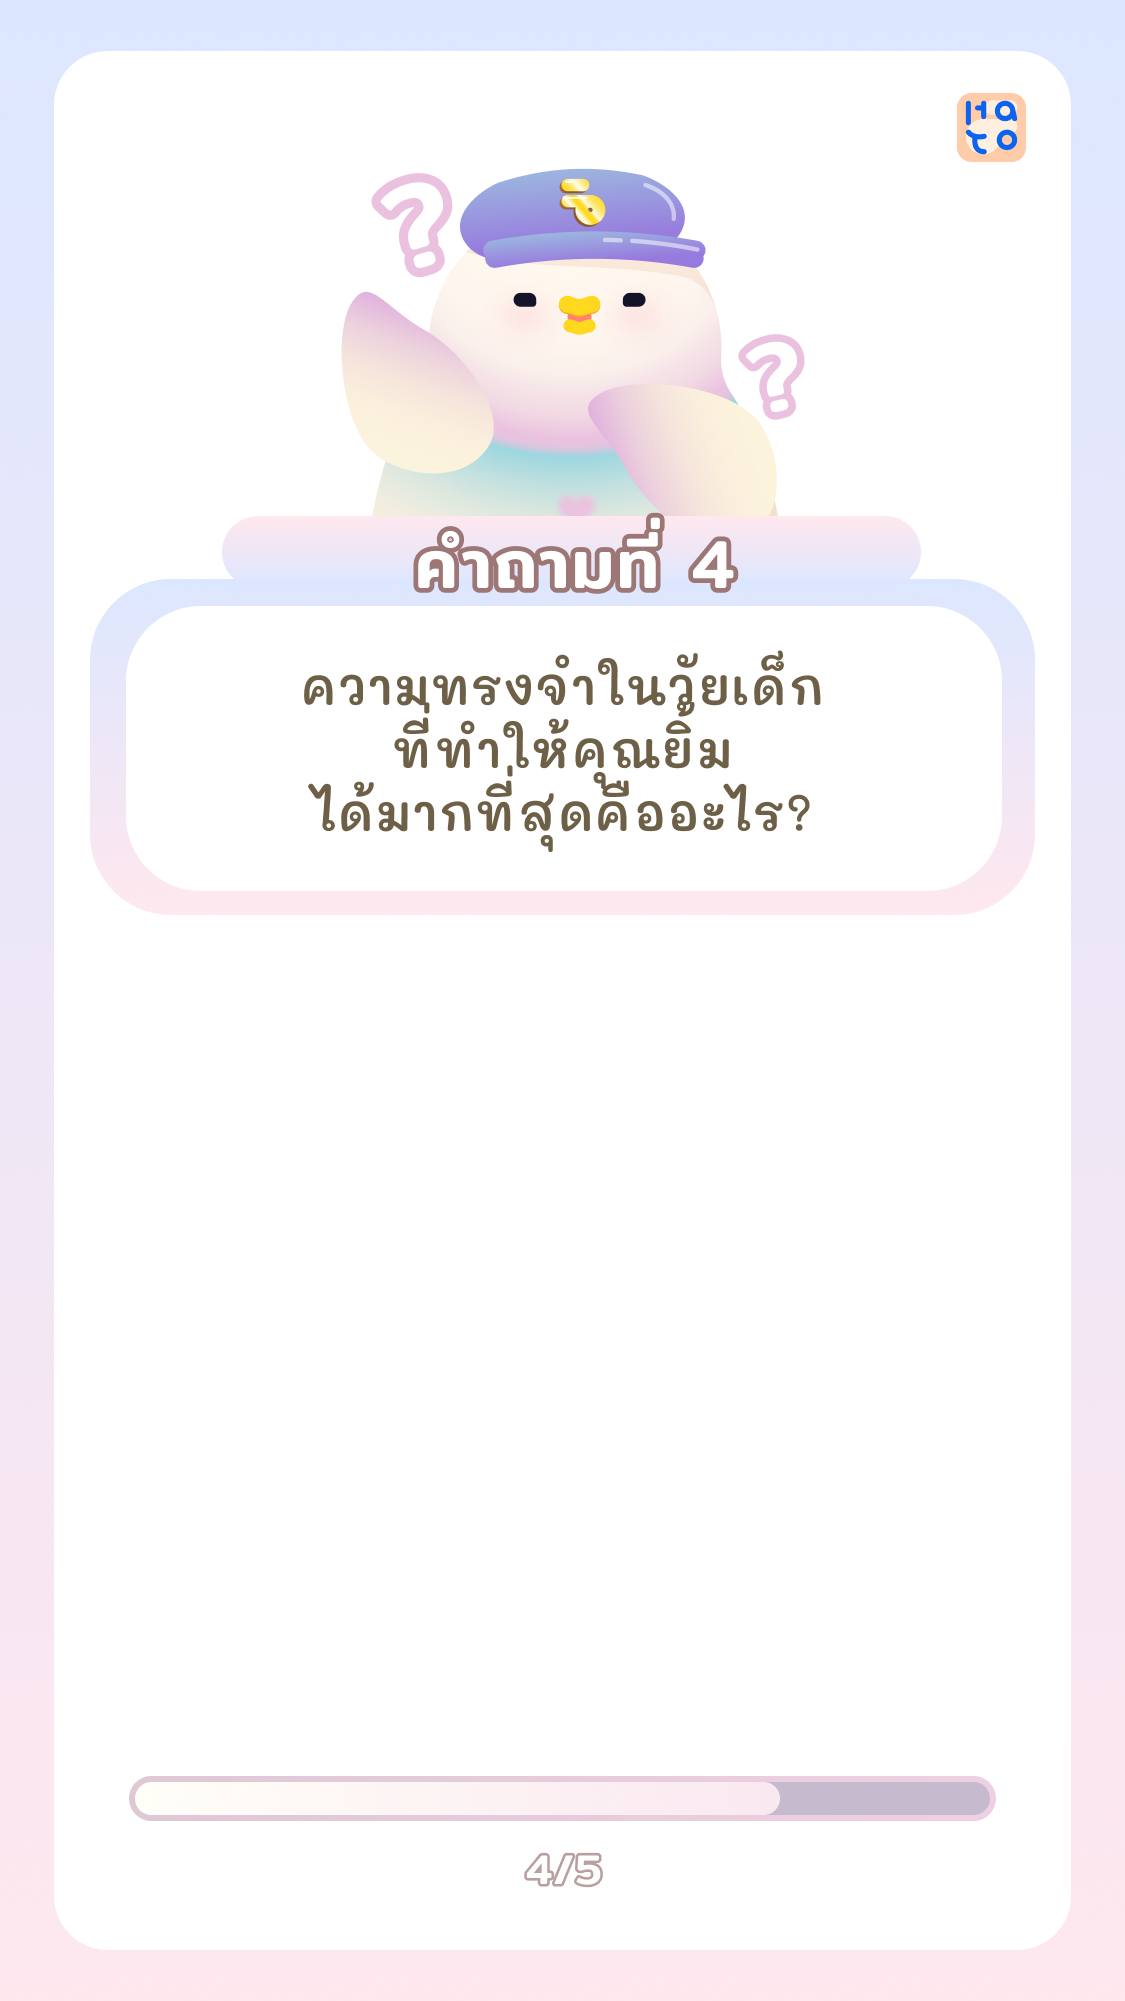 คำถามที่ 4
ความทรงจำในวัยเด็ก
ที่ทำให้คุณยิ้ม
ได้มากที่สุดคืออะไร?
4/5